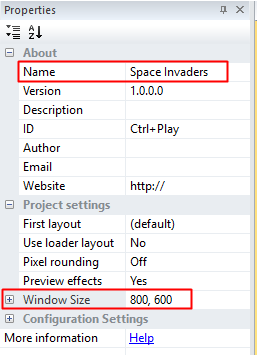 Properties
About
Name Space Invaders
Version 1.0.0.0
Description
ID Ctrl+Play
Author
Email
Website http://
Project settings
First layout (default)
Use loader layout No
Pixel rounding Off
Preview effects Yes
Window Size 800, 600
Configuration Settings
More information Help